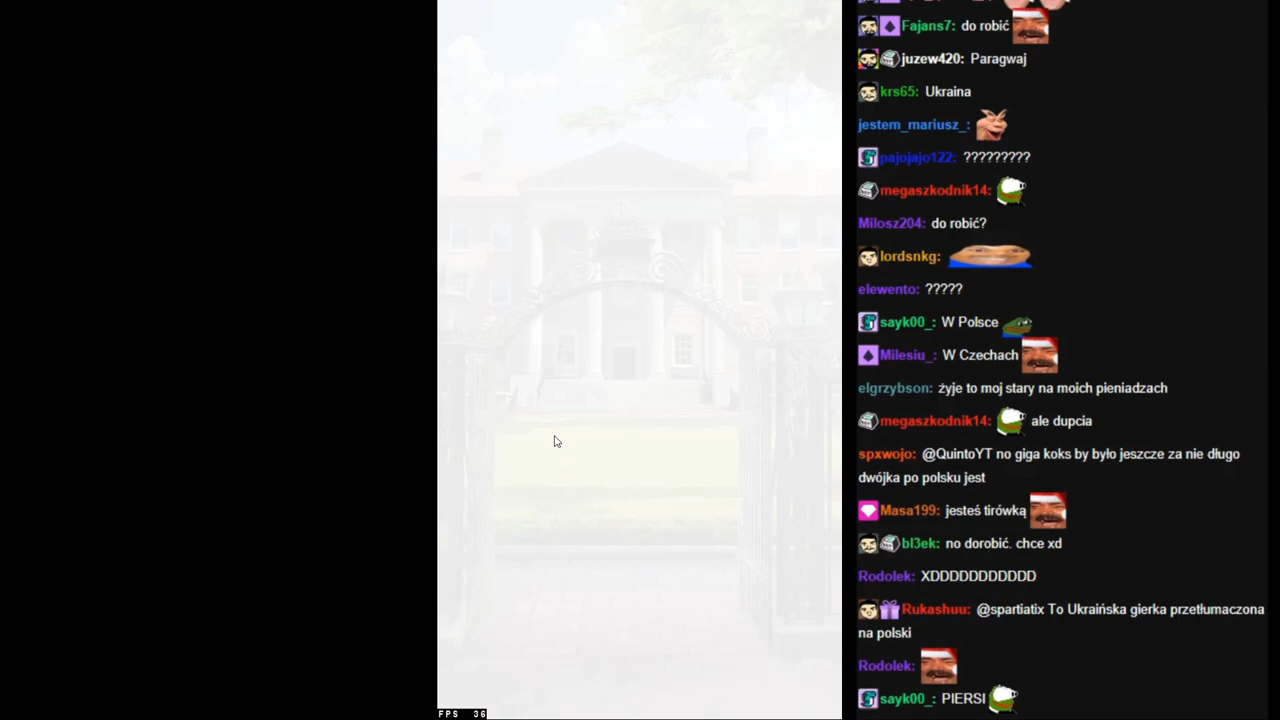 Fajans7: do robić
juzew420: Paragwaj
krs65: Ukraina
jestem_mariusz_:
pajojajo122: ?????????
megaszkodnik14:
Milosz204: do robić?
lordsnkg:
elewento: ?????
sayk00_: W Polsce
Milesiu_: W Czechach
elgrzybson: żyje to moj stary na moich pieniadzach
megaszkodnik14: ale dupcia
spxwojo: @QuintoYT no giga koks by było jeszcze za nie długo
dwójka po polsku jest
Masa199: jesteś tirówką
bl3ek: no dorobić. chce xd
Rodolek: XDDDDDDDDDDD
Rukashuu: @spartiatix To Ukraińska gierka przetłumaczona
na polski
Rodolek:
sayk00_: PIERSI
FPS 36